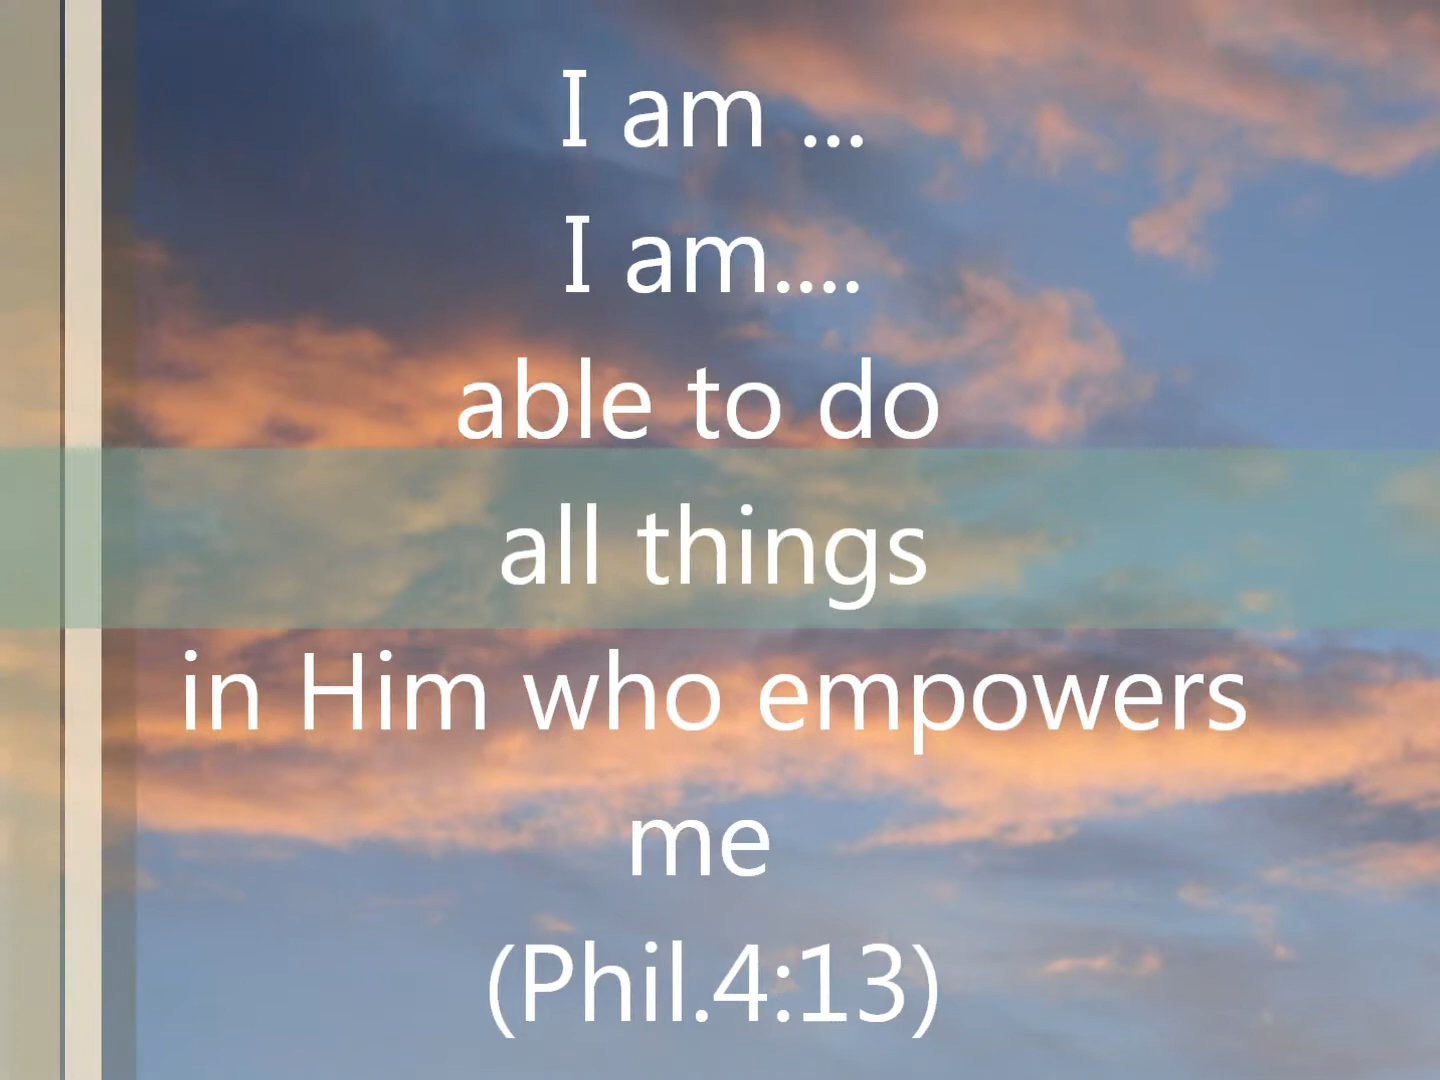 I am ...
I am....
able to do
all things
in Him who empowers
me
(Phil.4:13)